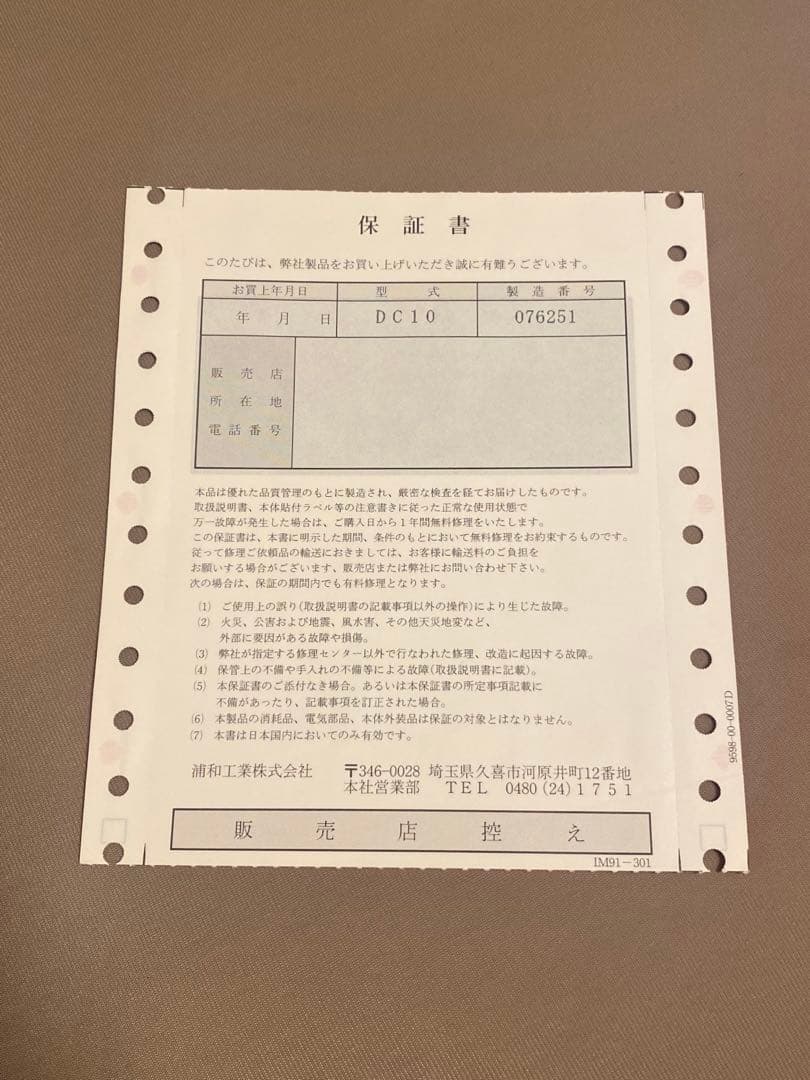 保証書
このたびは、弊社製品をお買い上げいただき誠に有難うございます。
お買上年月日 型式 製造番号
年 月 日 DC10 076251
販売店
所在地
電話番号
本品は優れた品質管理のもとに製造され、厳密な検査を経てお届けしたものです。
取扱説明書、本体貼付ラベル等の注意書きに従った正常な使用状態で
万一故障が発生した場合は、ご購入日から1年間無料修理をいたします。
この保証書は、本書に明示した期間、条件のもとにおいて無料修理をお約束するものです。
従って修理ご依頼品の輸送におきましては、お客様に輸送料のご負担を
お願いする場合がございます、販売店または弊社にお問い合わせ下さい。
次の場合は、保証の期間内でも有料修理となります。
(1) ご使用上の誤り(取扱説明書の記載事項以外の操作)により生じた故障。
(2) 火災、公害および地震、風水害、その他天災地変など、
外部に要因がある故障や損傷。
(3) 弊社が指定する修理センター以外で行なわれた修理、改造に起因する故障。
(4) 保管上の不備や手入れの不備等による故障(取扱説明書に記載)。
(5) 本保証書のご添付なき場合。あるいは本保証書の所定事項記載に
不備があったり、記載事項を訂正された場合。
(6) 本製品の消耗品、電気部品、本体外装品は保証の対象とはなりません。
(7) 本書は日本国内においてのみ有効です。
浦和工業株式会社 〒346-0028 埼玉県久喜市河原井町12番地
本社営業部 TEL 0480(24)1751
販売店控え
IM91-301
9698-00-0007D